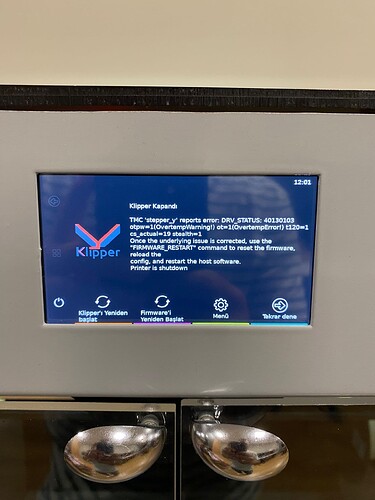 12:01
Klipper Kapandı
TMC 'stepper_y' reports error: DRV_STATUS: 40130103
otpw=1(OvertempWarning!) ot=1(OvertempError!) t120=1
cs_actual=19 stealth=1
Once the underlying issue is corrected, use the
"FIRMWARE_RESTART" command to reset the firmware,
reload the
config, and restart the host software.
Printer is shutdown
Klipper
Klipper'ı Yeniden
başlat
Firmware'i
Yeniden Başlat
Menü
Tekrar dene